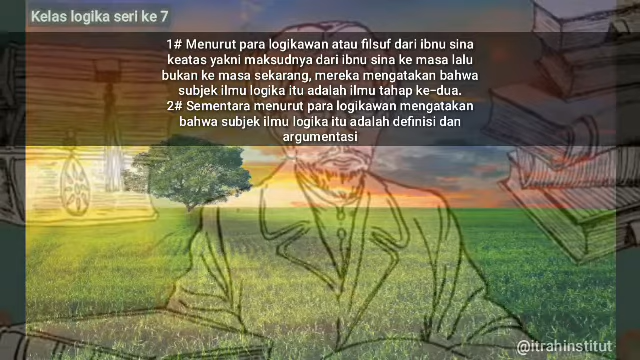 Kelas logika seri ke 7
1# Menurut para logikawan atau filsuf dari ibnu sina
keatas yakni maksudnya dari ibnu sina ke masa lalu
bukan ke masa sekarang, mereka mengatakan bahwa
subjek ilmu logika itu adalah ilmu tahap ke-dua.
2# Sementara menurut para logikawan mengatakan
bahwa subjek ilmu logika itu adalah definisi dan
argumentasi
@itrahinstitut